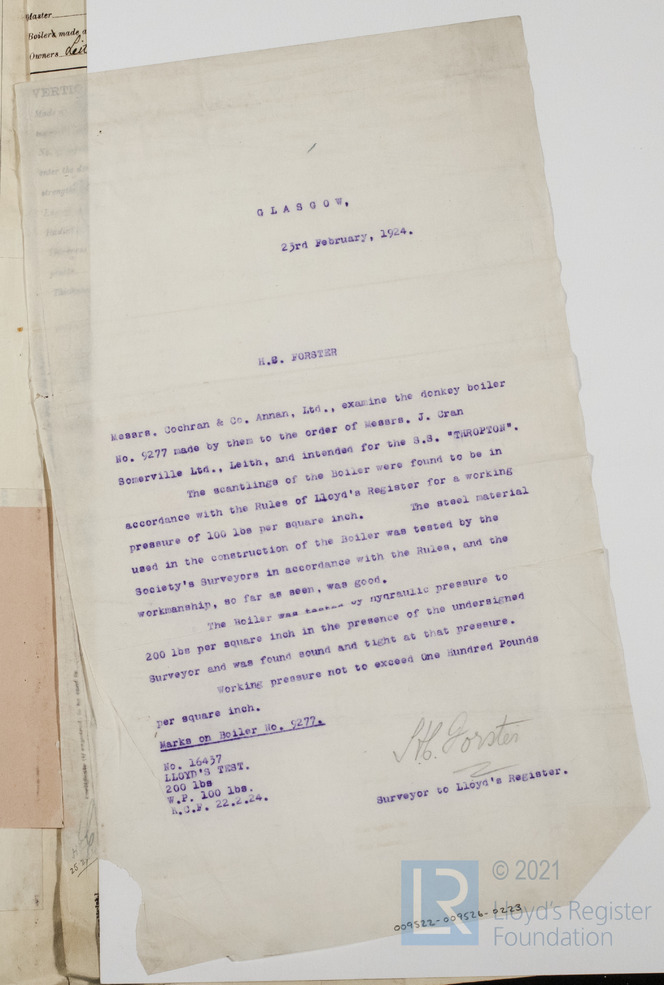 Master
Boiler made
Owners Leit
VERTI
GLASGOW,
23rd February, 1924.
H.S. FORSTER
Messrs. Cochran & Co. Annan, Ltd., examine the donkey boiler
No. 9277 made by them to the order of Messrs. J. Cran
Somerville Ltd., Leith, and intended for the S.S. "THROPTON".
The scantlings of the Boiler were found to be in
accordance with the Rules of Lloyd's Register for a working
pressure of 100 lbs per square inch. The steel material
used in the construction of the Boiler was tested by the
Society's Surveyors in accordance with the Rules, and the
workmanship, so far as seen, was good.
The Boiler was tested by hydraulic pressure to
200 lbs per square inch in the presence of the undersigned
Surveyor and was found sound and tight at that pressure.
Working pressure not to exceed One Hundred Pounds
per square inch.
Marks on Boiler No. 9277.
No. 16437
LLOYD'S TEST.
200 lbs
W.P. 100 lbs.
22.2.24.
H.S. Forster
Surveyor to Lloyd's Register.
009522-009526-0223
LR
© 2021
Lloyd's Register
Foundation